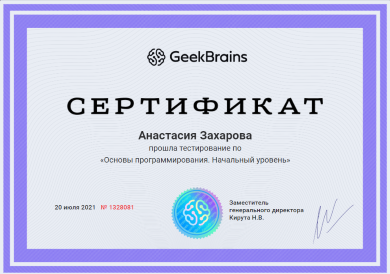 GeekBrains
СЕРТИФИКАТ
Анастасия Захарова
прошла тестирование по
«Основы программирования. Начальный уровень»
20 июля 2021 № 1328081
Заместитель
генерального директора
Кирута Н.В.